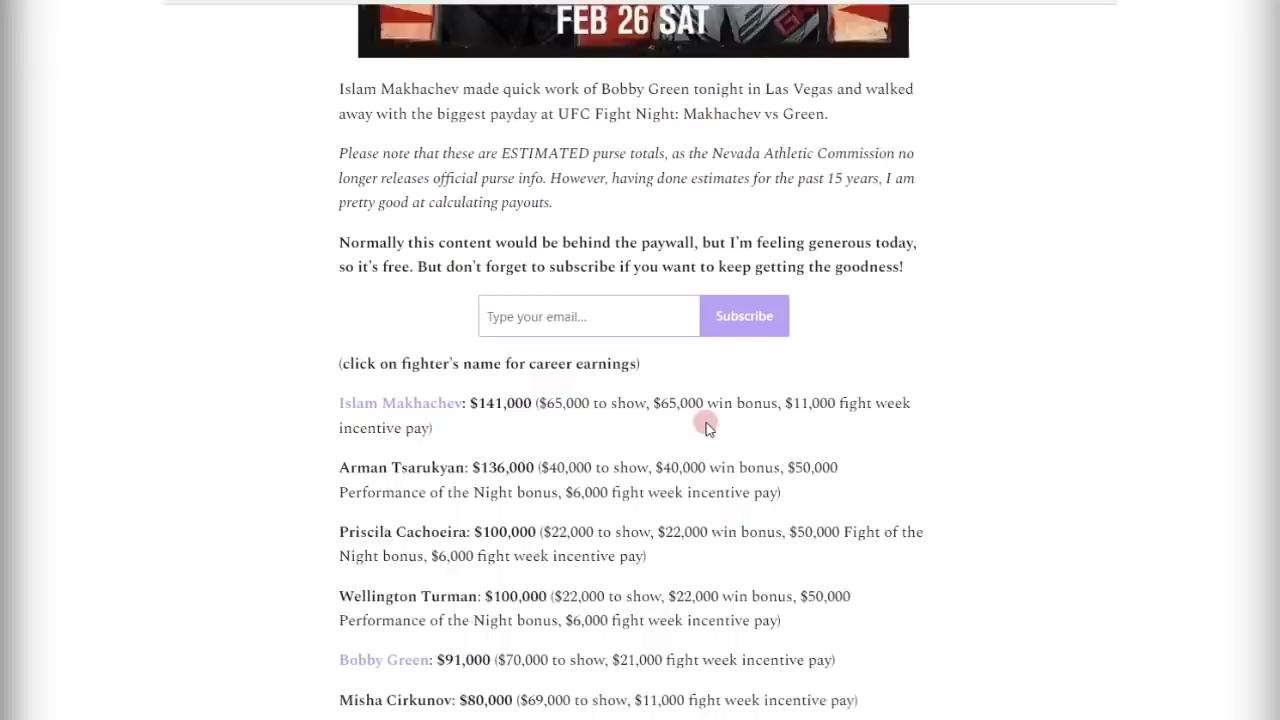 FEB 26 SAT
Islam Makhachev made quick work of Bobby Green tonight in Las Vegas and walked
away with the biggest payday at UFC Fight Night: Makhachev vs Green.
Please note that these are ESTIMATED purse totals, as the Nevada Athletic Commission no
longer releases official purse info. However, having done estimates for the past 15 years, I am
pretty good at calculating payouts.
Normally this content would be behind the paywall, but I'm feeling generous today,
so it's free. But don't forget to subscribe if you want to keep getting the goodness!
Type your email...
Subscribe
(click on fighter's name for career earnings)
Islam Makhachev: $141,000 ($65,000 to show, $65,000 win bonus, $11,000 fight week
incentive pay)
Arman Tsarukyan: $136,000 ($40,000 to show, $40,000 win bonus, $50,000
Performance of the Night bonus, $6,000 fight week incentive pay)
Priscila Cachoeira: $100,000 ($22,000 to show, $22,000 win bonus, $50,000 Fight of the
Night bonus, $6,000 fight week incentive pay)
Wellington Turman: $100,000 ($22,000 to show, $22,000 win bonus, $50,000
Performance of the Night bonus, $6,000 fight week incentive pay)
Bobby Green: $91,000 ($70,000 to show, $21,000 fight week incentive pay)
Misha Cirkunov: $80,000 ($69,000 to show, $11,000 fight week incentive pay)